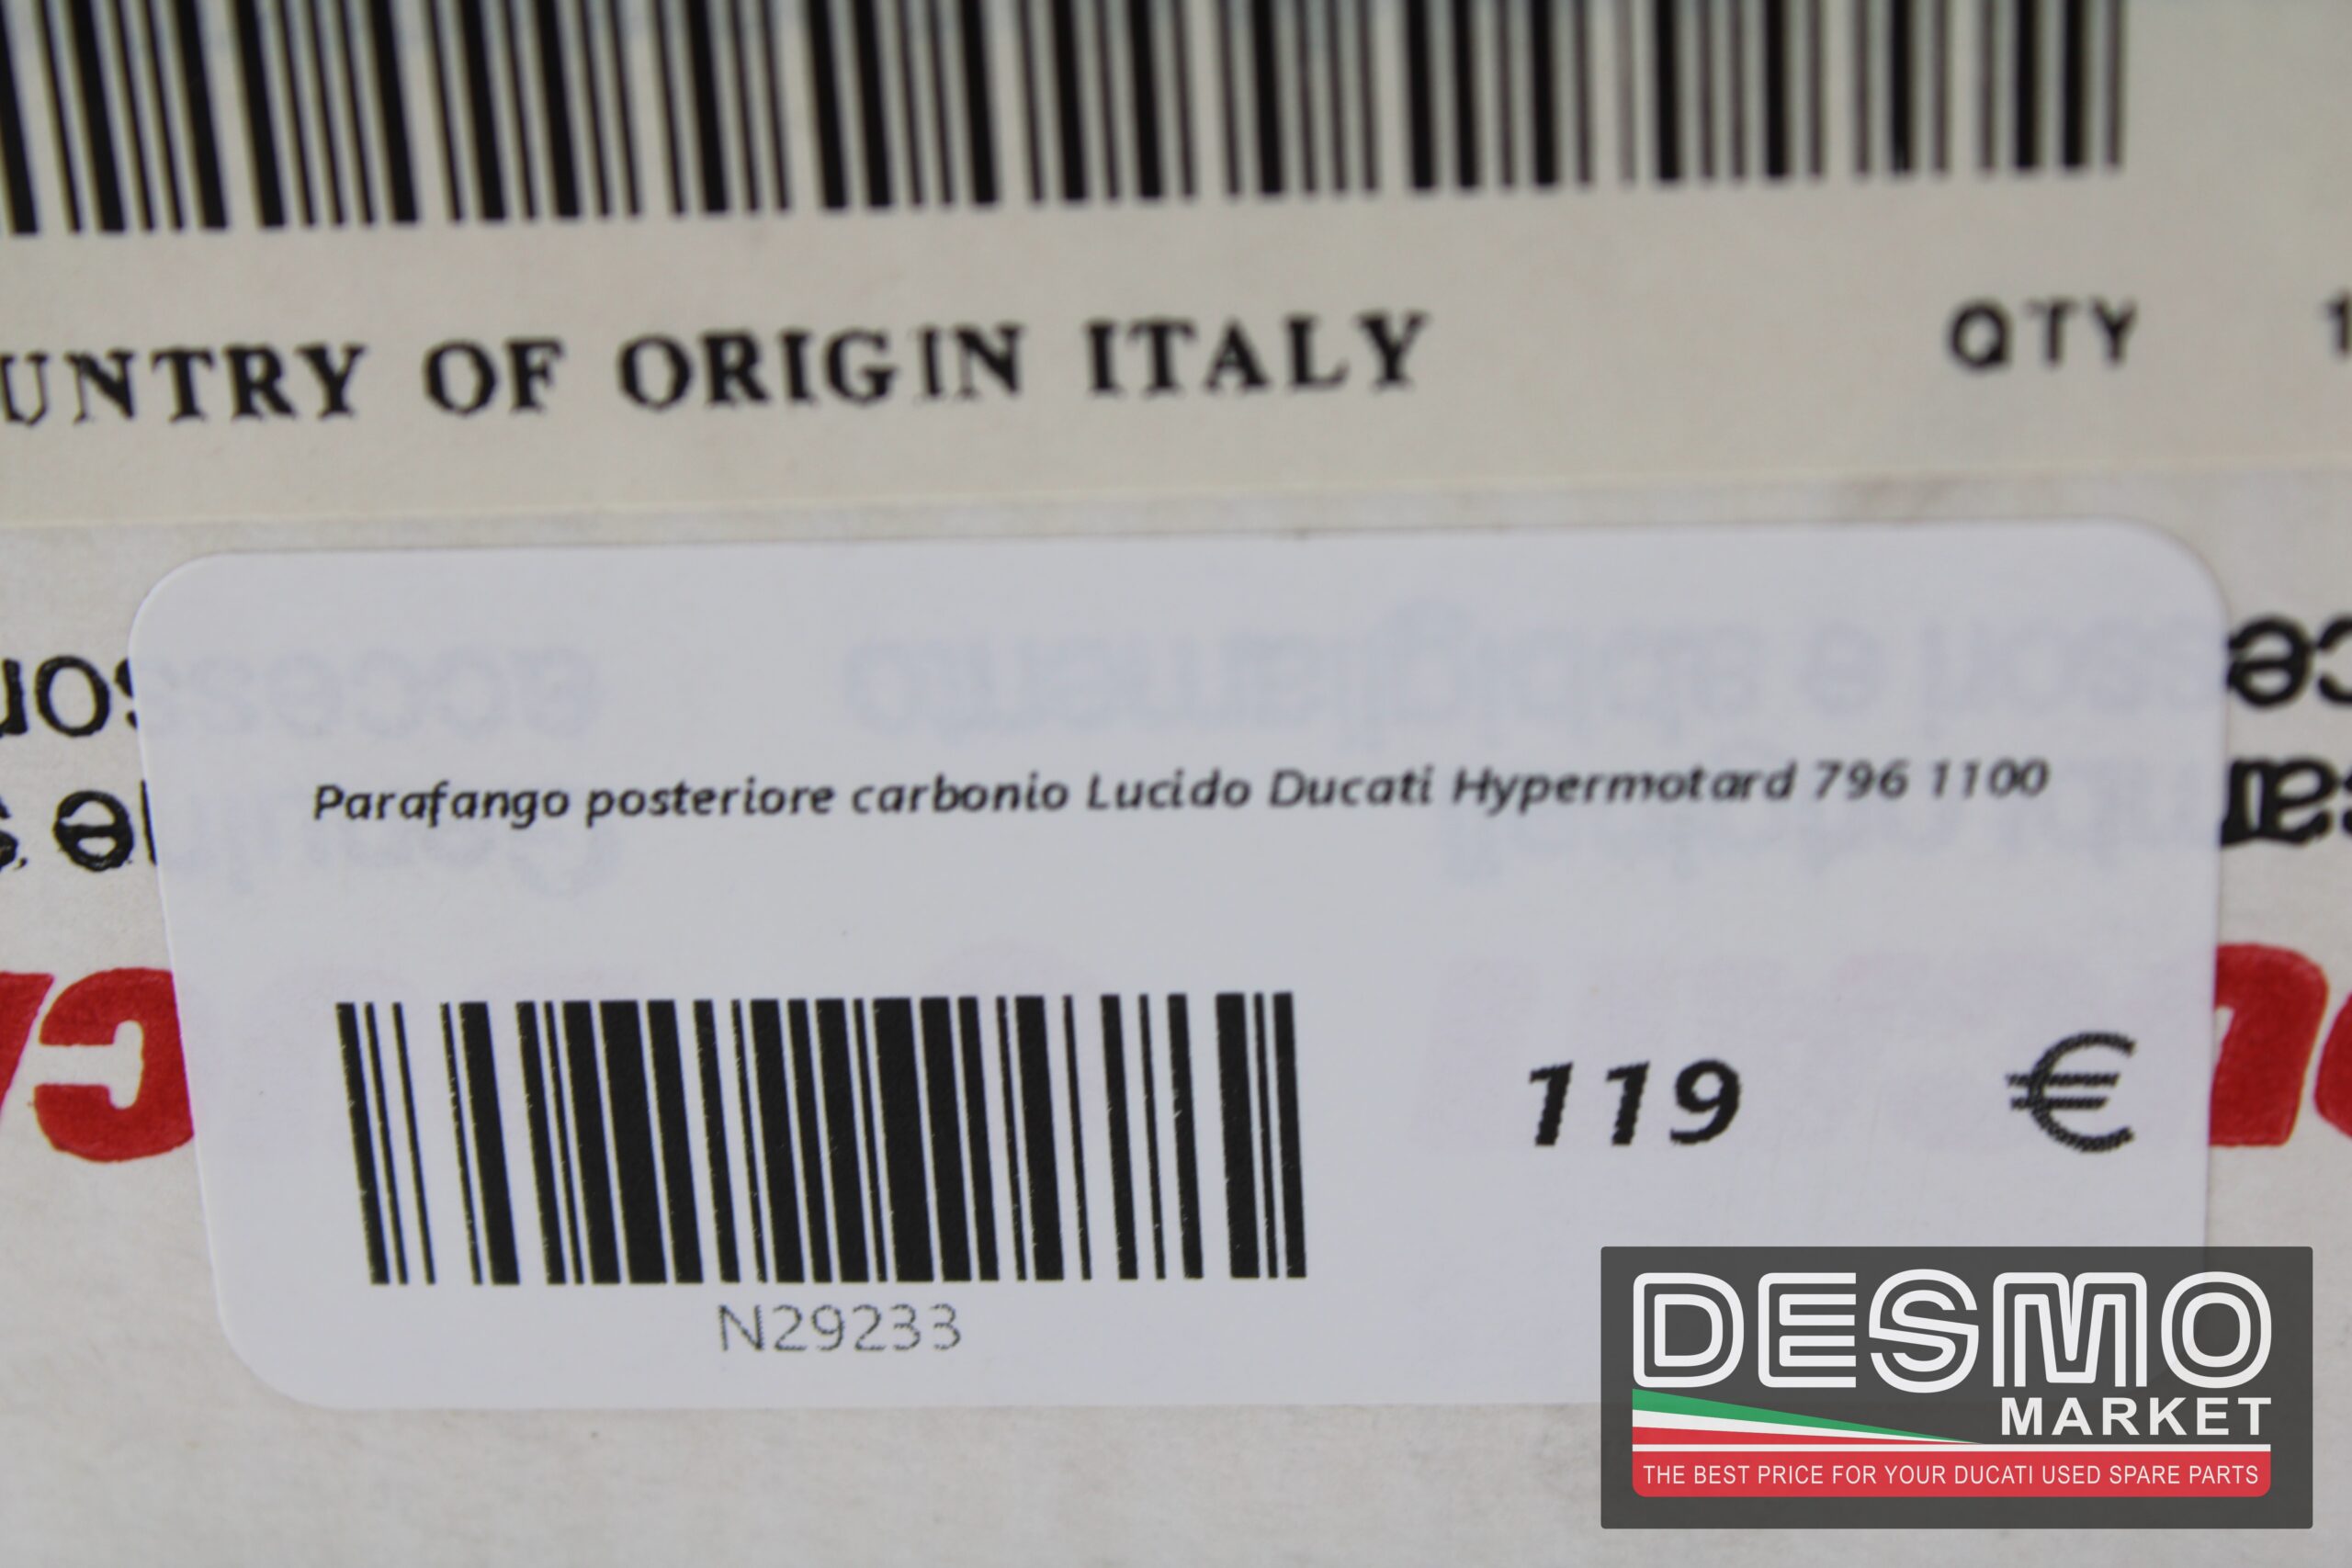 UNTRY OF ORIGIN ITALY QTY 1
Parafango posteriore carbonio Lucido Ducati Hypermotard 796 1100
119 €
N29233
DESMO
MARKET
THE BEST PRICE FOR YOUR DUCATI USED SPARE PARTS